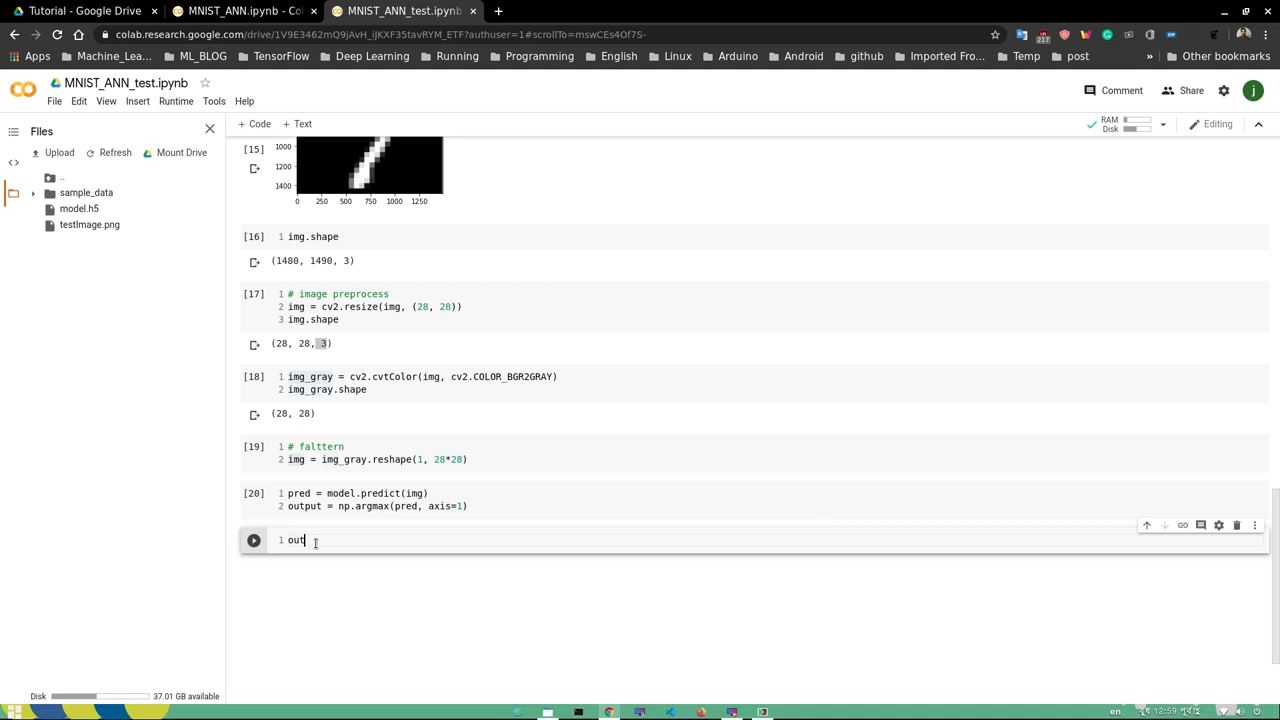 Tutorial - Google Drive
MNIST_ANN.ipynb - Co
MNIST_ANN_test.ipynb
colab.research.google.com/drive/1V9E3462mQ9jAvH_iJKXF35tavRYM_ETF?authuser=1#scrollTo=mswCEs4Of7S-
217
Apps Machine_Lea... ML_BLOG TensorFlow Deep Learning Running Programming English Linux Arduino Android github Imported Fro... Temp post » Other bookmarks
MNIST_ANN_test.ipynb
Comment Share j
File Edit View Insert Runtime Tools Help
Files
+ Code + Text
RAM
Disk
Editing
Upload Refresh Mount Drive
..
sample_data
model.h5
testImage.png
[15]
1000
1200
1400
0 250 500 750 1000 1250
[16] 1 img.shape
(1480, 1490, 3)
[17] 1 # image preprocess
2 img = cv2.resize(img, (28, 28))
3 img.shape
(28, 28, 3)
[18] 1 img_gray = cv2.cvtColor(img, cv2.COLOR_BGR2GRAY)
2 img_gray.shape
(28, 28)
[19] 1 # falttern
2 img = img_gray.reshape(1, 28*28)
[20] 1 pred = model.predict(img)
2 output = np.argmax(pred, axis=1)
1 out
Disk 37.01 GB available
en
12:59